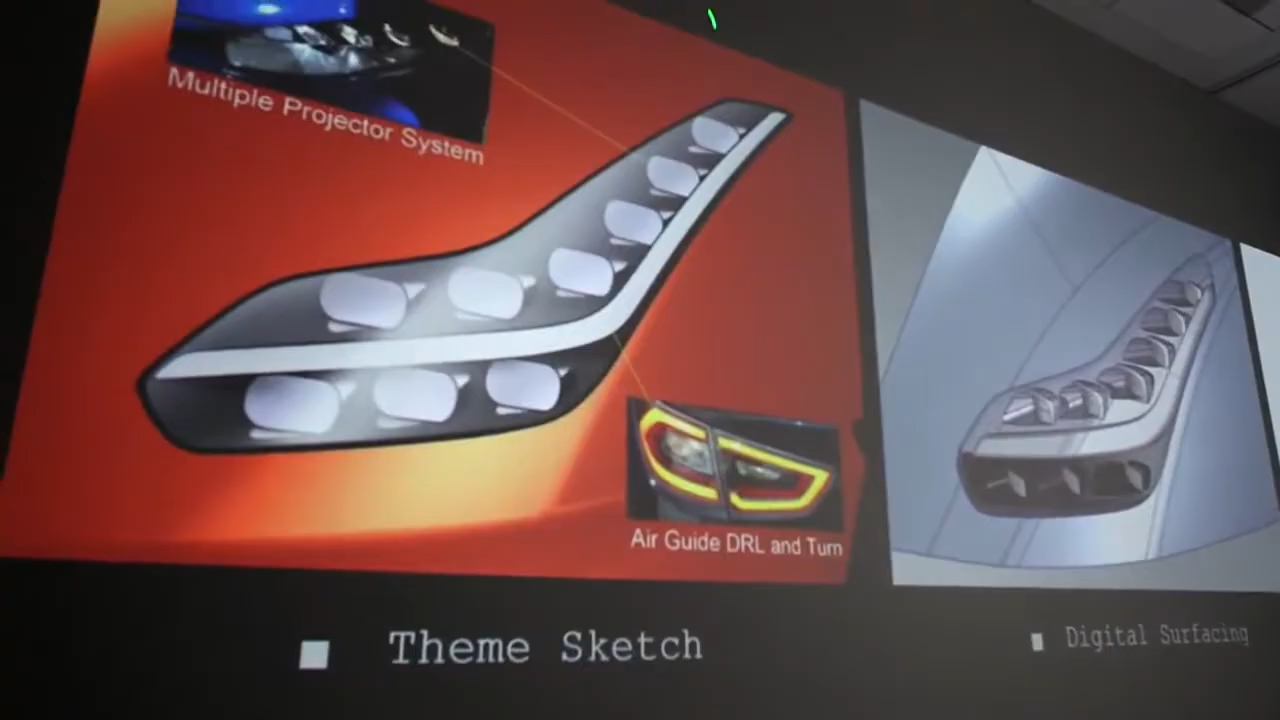 Multiple Projector System
Air Guide DRL and Turn
Theme Sketch
Digital Surfacing